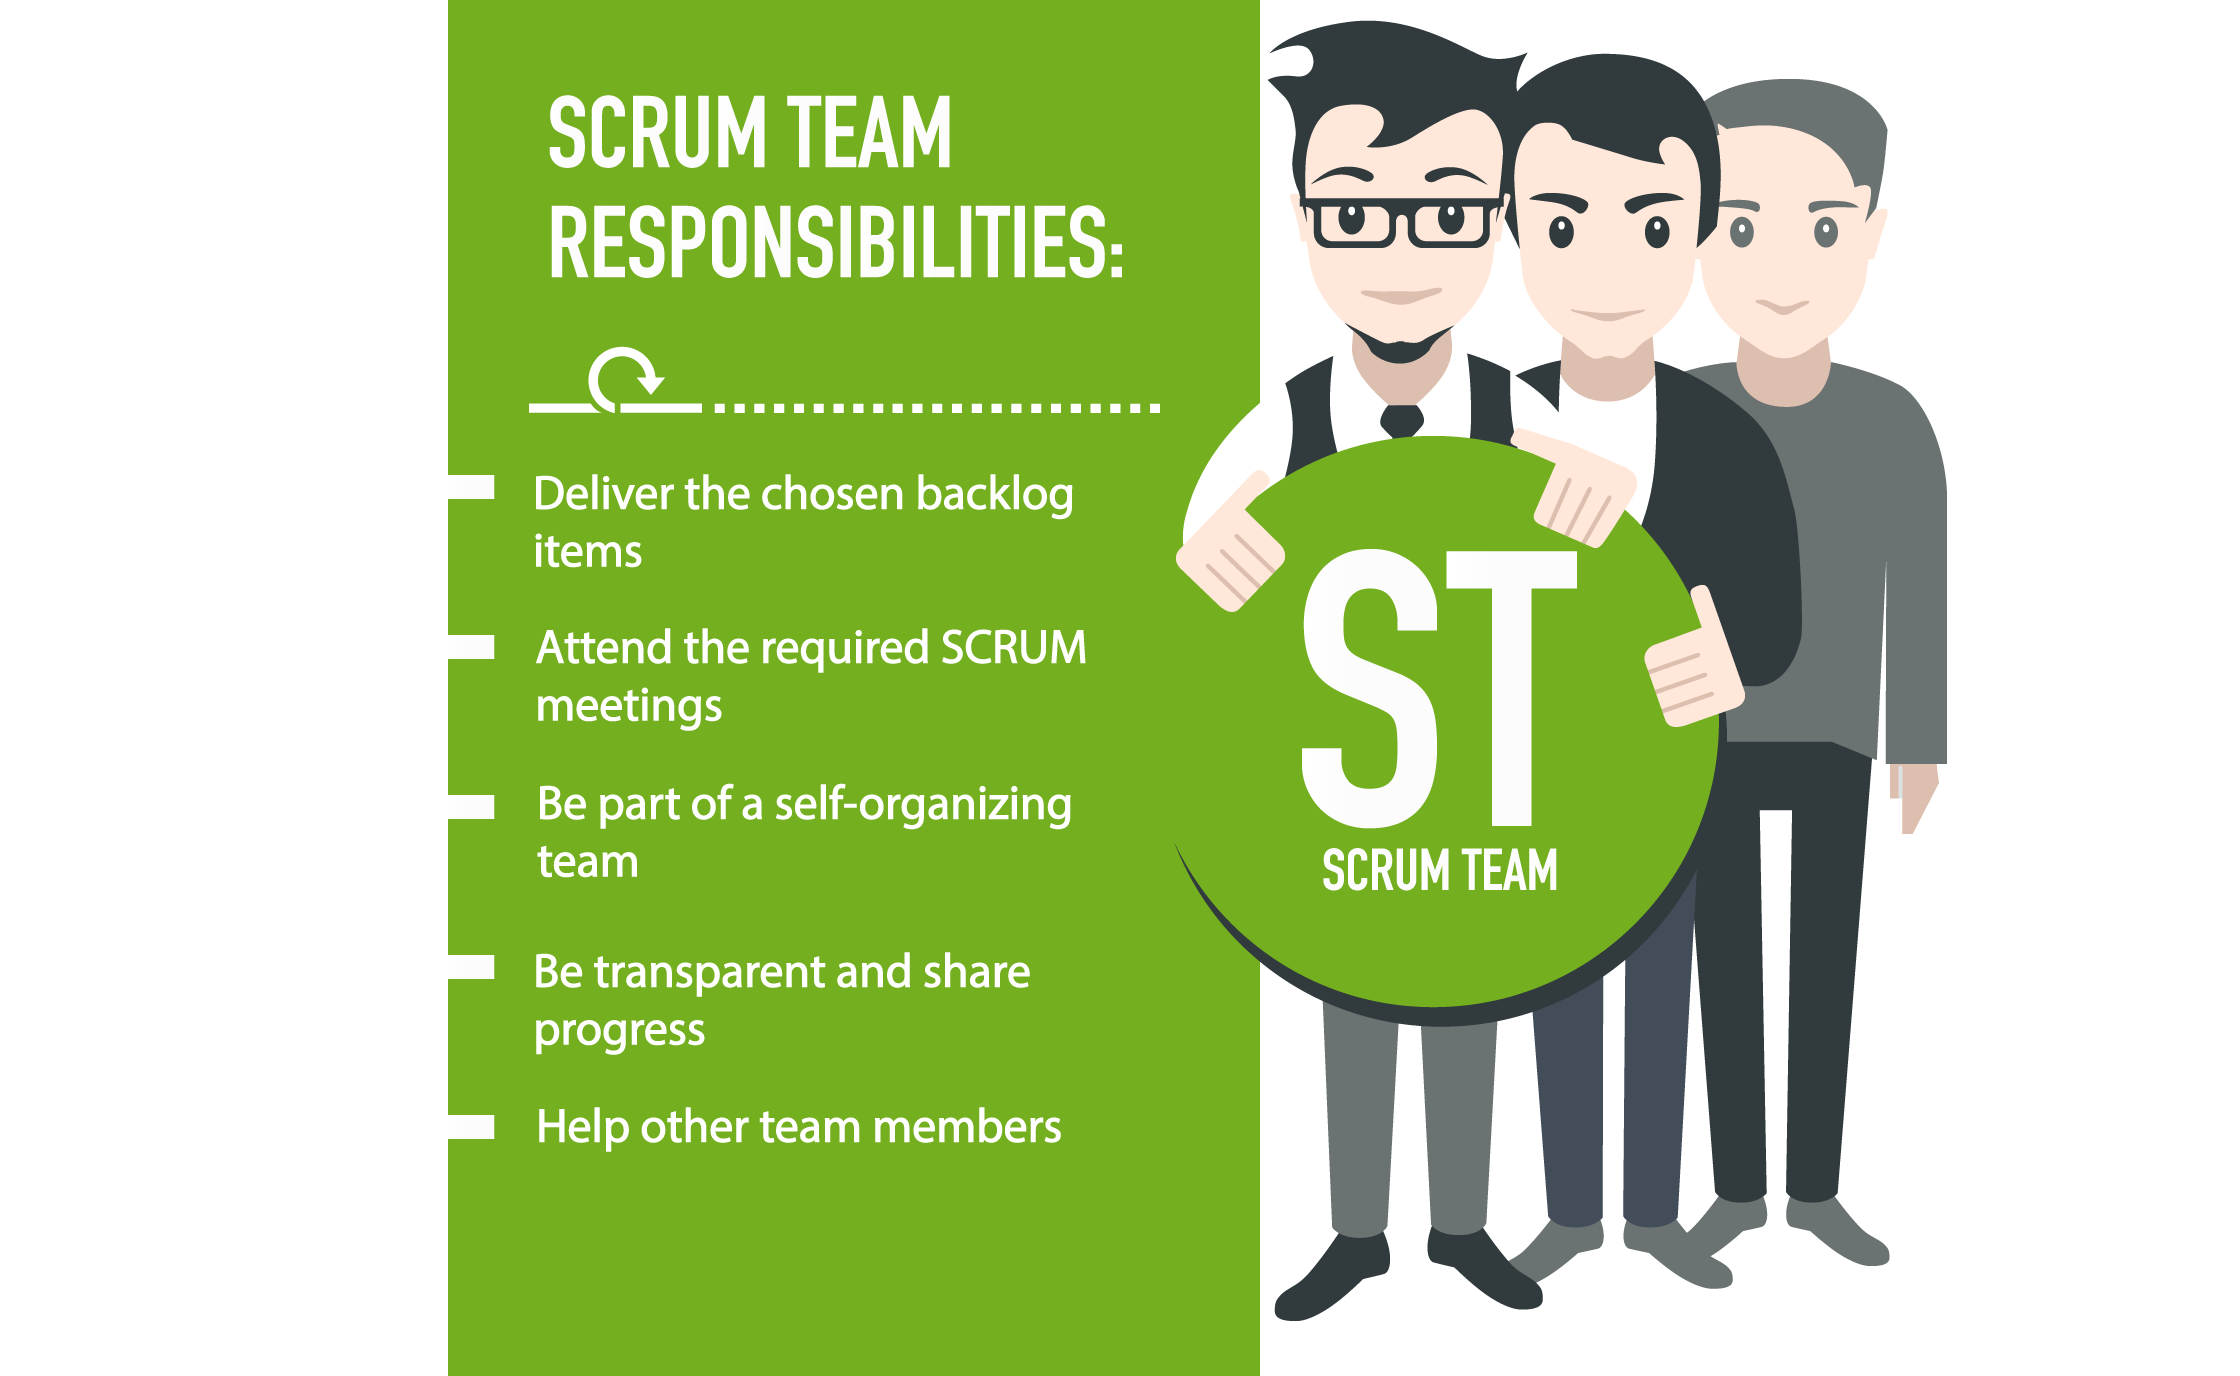 SCRUM TEAM
RESPONSIBILITIES:
Deliver the chosen backlog
items
Attend the required SCRUM
meetings
Be part of a self-organizing
team
Be transparent and share
progress
Help other team members
ST
SCRUM TEAM